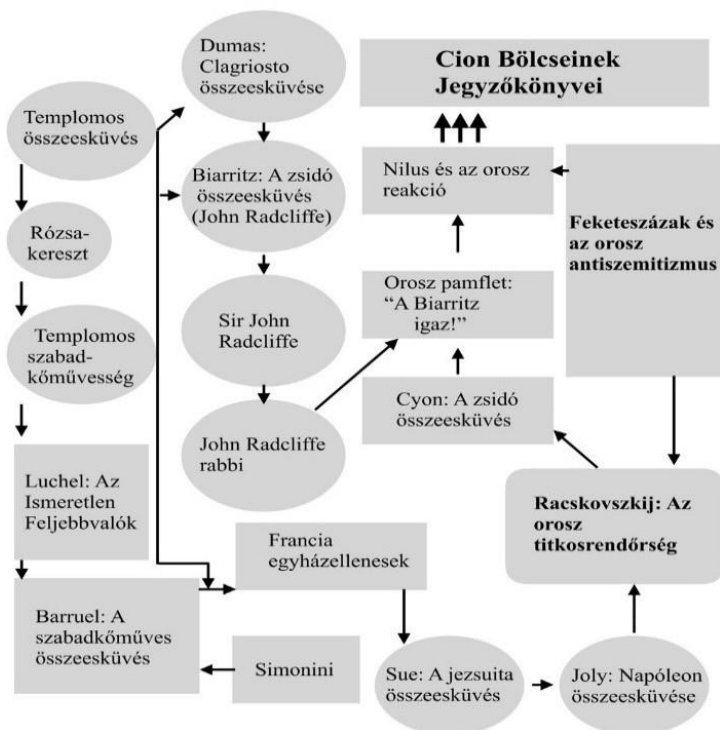 Dumas:
Clagriosto
összeesküvése
Cion Bölcseinek
Jegyzőkönyvei
Templomos
összeesküvés
Biarritz: A zsidó
összeesküvés
(John Radcliffe)
Nilus és az orosz
reakció
Feketeszázak és
az orosz
antiszemitizmus
Rózsa-
kereszt
Orosz pamflet:
“A Biarritz
igaz!”
Sir John
Radcliffe
Templomos
szabad-
kőművesség
Cyon: A zsidó
összeesküvés
John Radcliffe
rabbi
Luchel: Az
Ismeretlen
Feljebbvalók
Racskovszkij: Az
orosz
titkosrendőrség
Francia
egyházellenesek
Barruel: A
szabadkőműves
összeesküvés
Simonini
Sue: A jezsuita
összeesküvés
Joly: Napóleon
összeesküvése